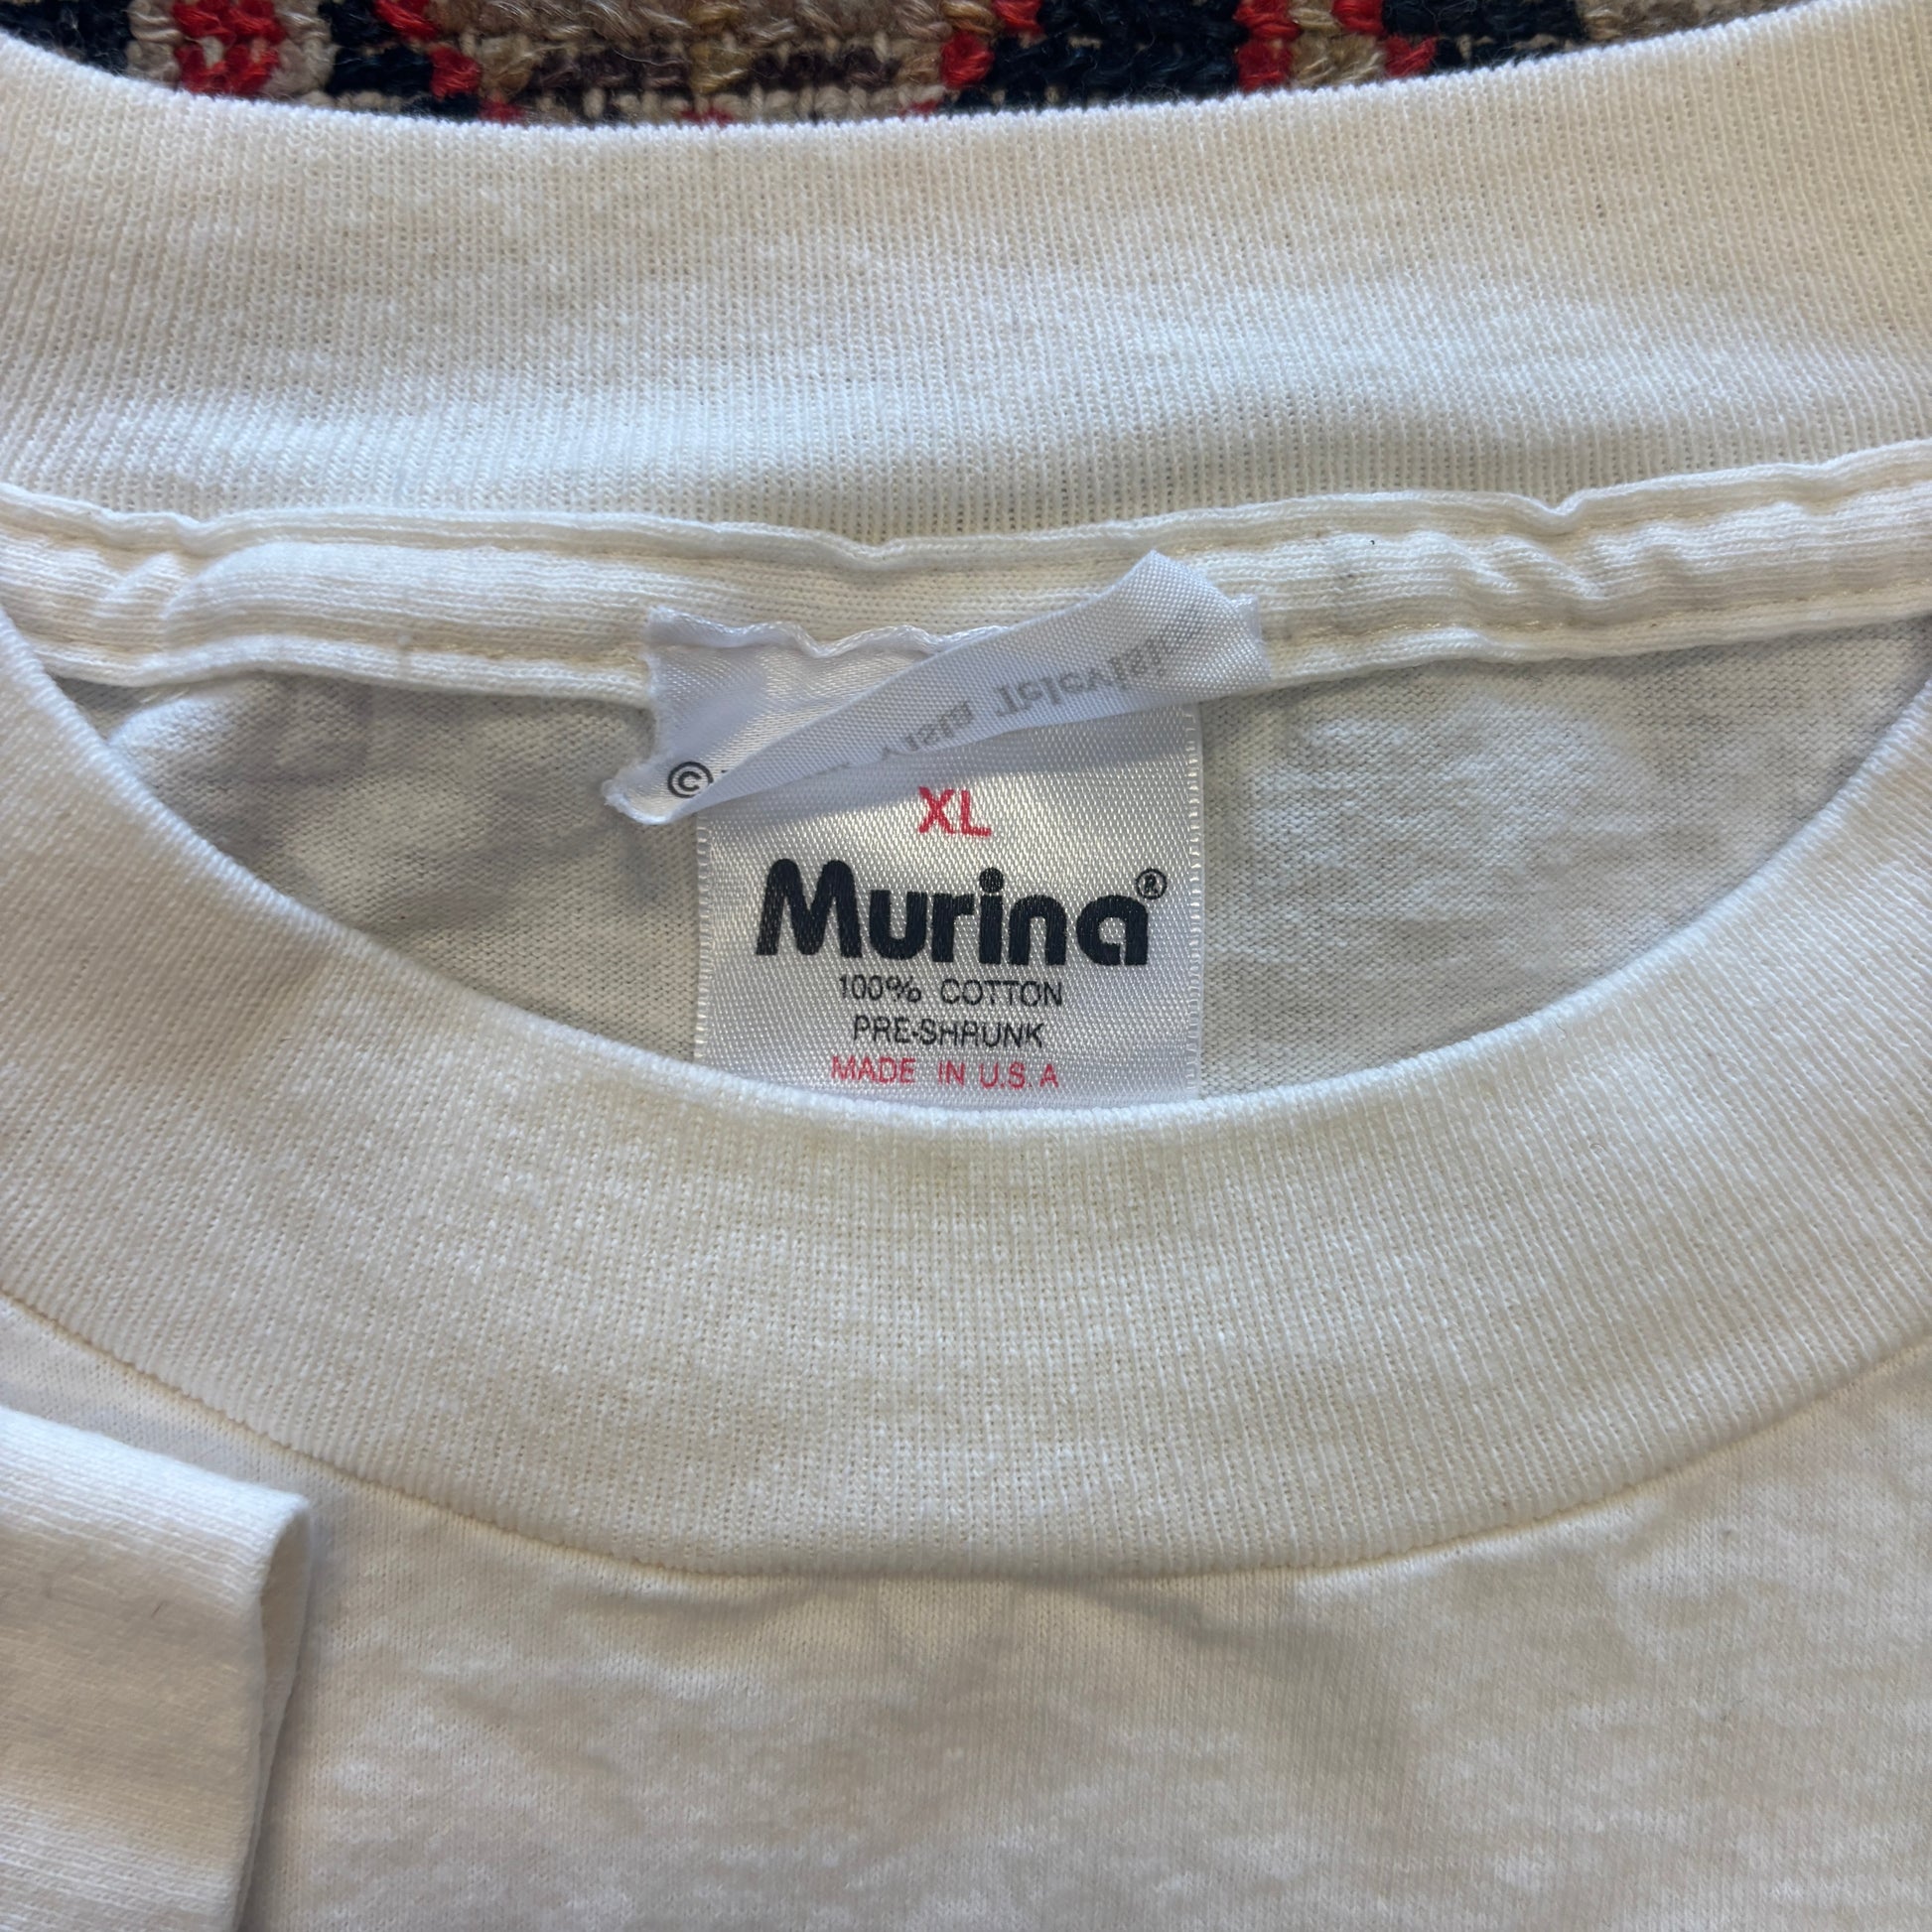 ©
XL
Murina®
100% COTTON
PRE-SHRUNK
MADE IN U.S.A